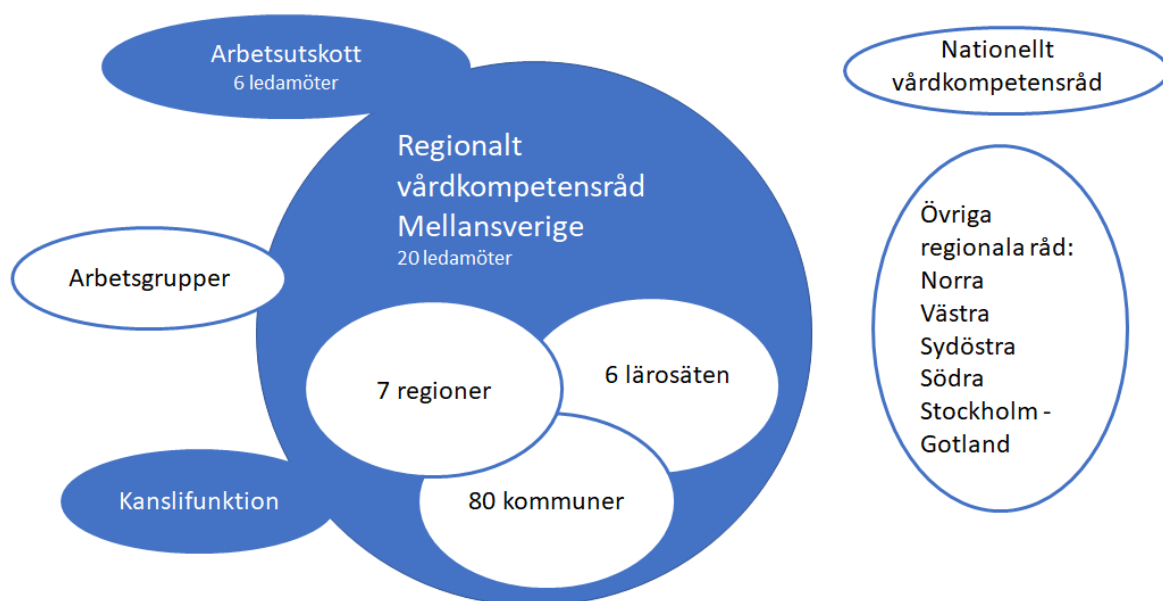 Arbetsutskott
6 ledamöter
Regionalt
vårdkompetensråd
Mellansverige
20 ledamöter
Arbetsgrupper
7 regioner
6 lärosäten
80 kommuner
Kanslifunktion
Nationellt
vårdkompetensråd
Övriga
regionala råd:
Norra
Västra
Sydöstra
Södra
Stockholm -
Gotland